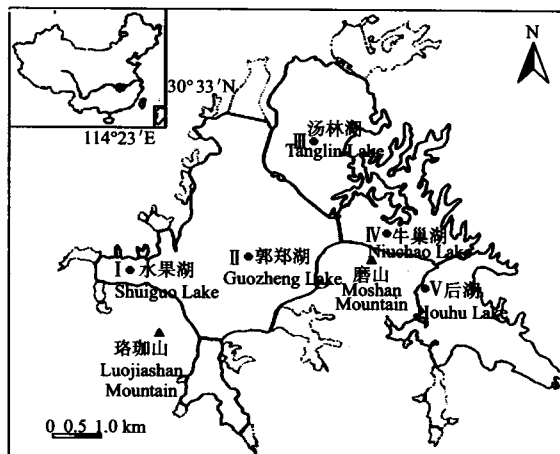 N
30°33′N
114°23′E
汤林湖
Ⅲ
Tanglin Lake
Ⅳ 牛巢湖
Niuchao Lake
Ⅱ 郭郑湖
Guozheng Lake
Ⅰ 水果湖
Shuiguo Lake
磨山
Moshan
Mountain
Ⅴ 后湖
Houhu Lake
珞珈山
Luojiashan
Mountain
0 0.5 1.0 km